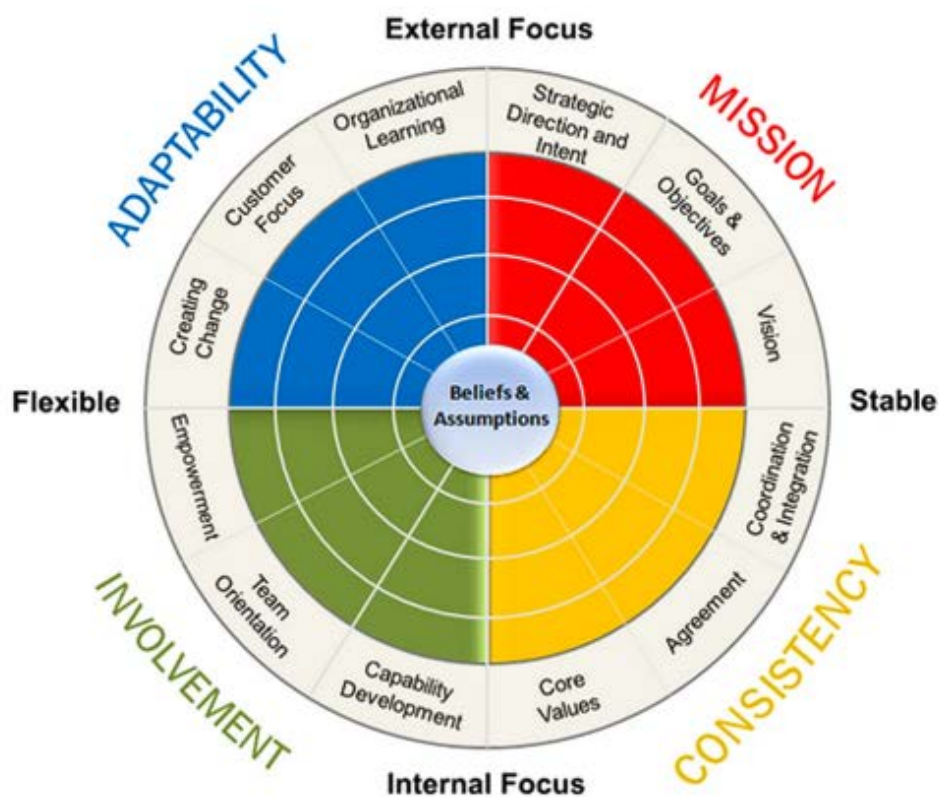 External Focus
ADAPTABILITY
MISSION
Organizational
Learning
Strategic
Direction and
Intent
Customer
Focus
Goals &
Objectives
Creating
Change
Vision
Flexible
Beliefs &
Assumptions
Stable
Empowerment
Coordination
& Integration
Team
Orientation
Agreement
Capability
Development
Core
Values
INVOLVEMENT
CONSISTENCY
Internal Focus